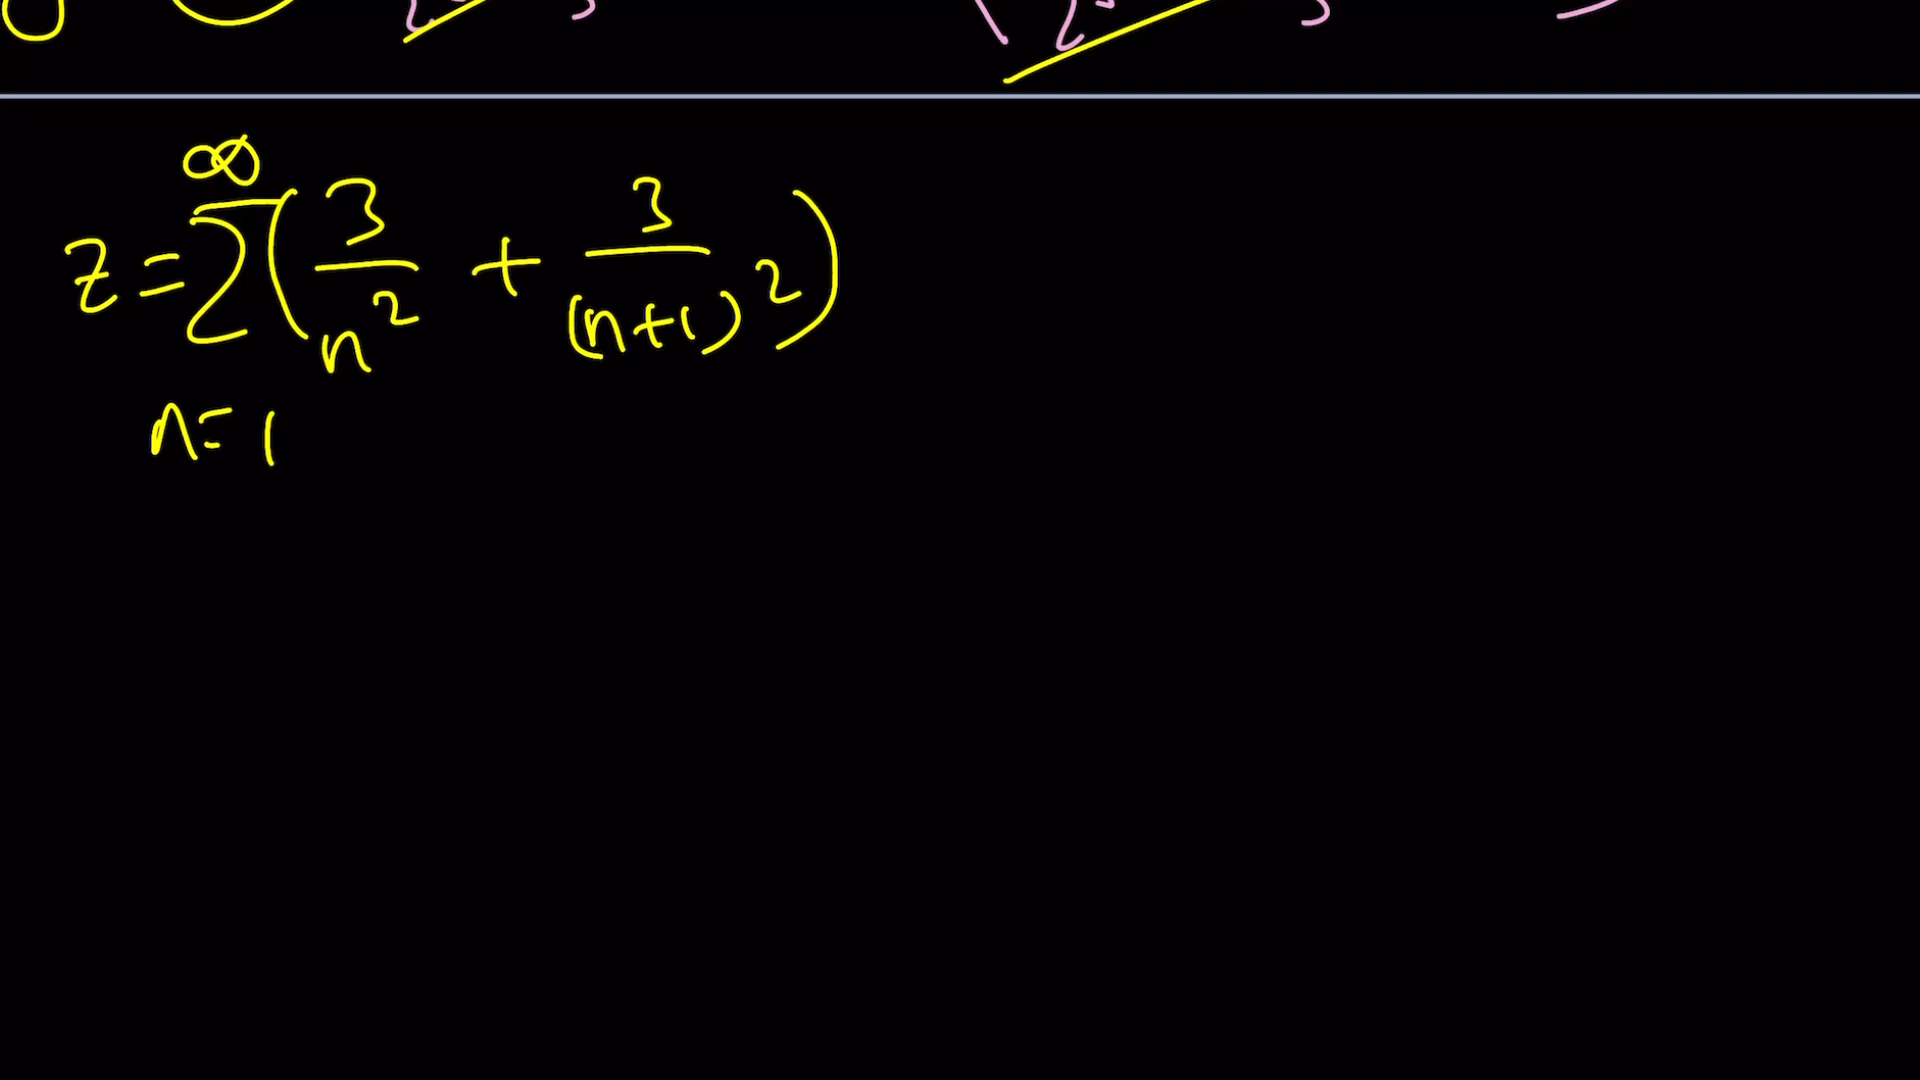 ∞
z = Σ ( 3/n² + 3/(n+1)² )
n=1